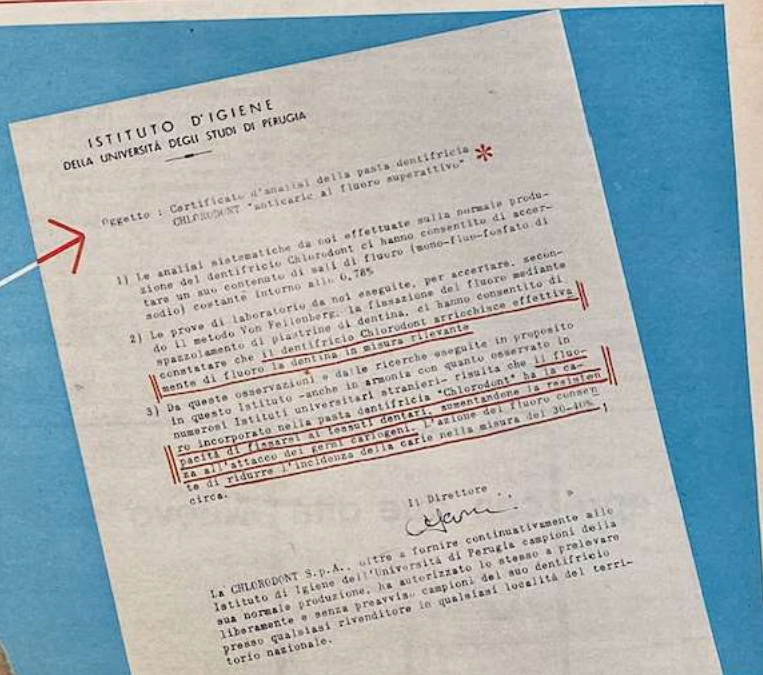 ISTITUTO D'IGIENE
DELLA UNIVERSITÀ DEGLI STUDI DI PERUGIA
Oggetto : Certificato d'analisi della pasta dentifricia
CHLORODONT "anticarie al fluoro superattivo" *
1) Le analisi sistematiche da noi effettuate sulla normale produ-
zione del dentifricio Chlorodont ci hanno consentito di accer-
tare un suo contenuto di sali di fluoro (mono-fluo-fosfato di
sodio) costante intorno allo 0,78%
2) Le prove di laboratorio da noi eseguite, per accertare, secon-
do il metodo Von Fellenberg, la fissazione del fluoro mediante
spazzolamento di piastrine di dentina, ci hanno consentito di
constatare che il dentifricio Chlorodont arricchisce effettiva
mente di fluoro la dentina in misura rilevante
3) Da queste osservazioni e dalle ricerche eseguite in proposito
in questo Istituto -anche in armonia con quanto osservato in
numerosi Istituti universitari stranieri- risulta che il fluo-
ro incorporato nella pasta dentifricia "Chlorodont" ha la ca-
pacità di fissarsi ai tessuti dentari, aumentandone la resisten
za all'attacco dei germi cariogeni. L'azione del fluoro consen
te di ridurre l'incidenza della carie nella misura del 30-40%
circa.
Il Direttore
La CHLORODONT S.p.A., oltre a fornire continuativamente allo
Istituto di Igiene dell'Università di Perugia campioni della
sua normale produzione, ha autorizzato lo stesso a prelevare
liberamente e senza preavviso campioni del suo dentifricio
presso qualsiasi rivenditore in qualsiasi località del terri-
torio nazionale.